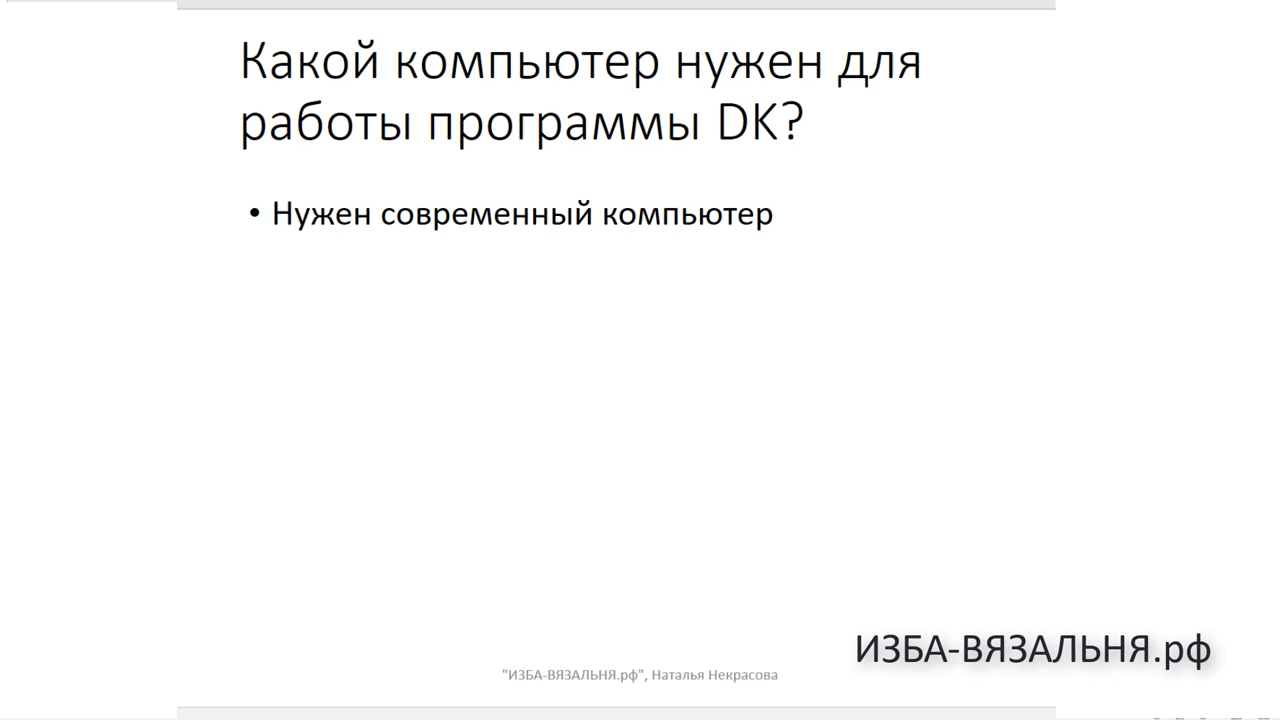 Какой компьютер нужен для
работы программы DK?
• Нужен современный компьютер
ИЗБА-ВЯЗАЛЬНЯ.рф
"ИЗБА-ВЯЗАЛЬНЯ.рф", Наталья Некрасова